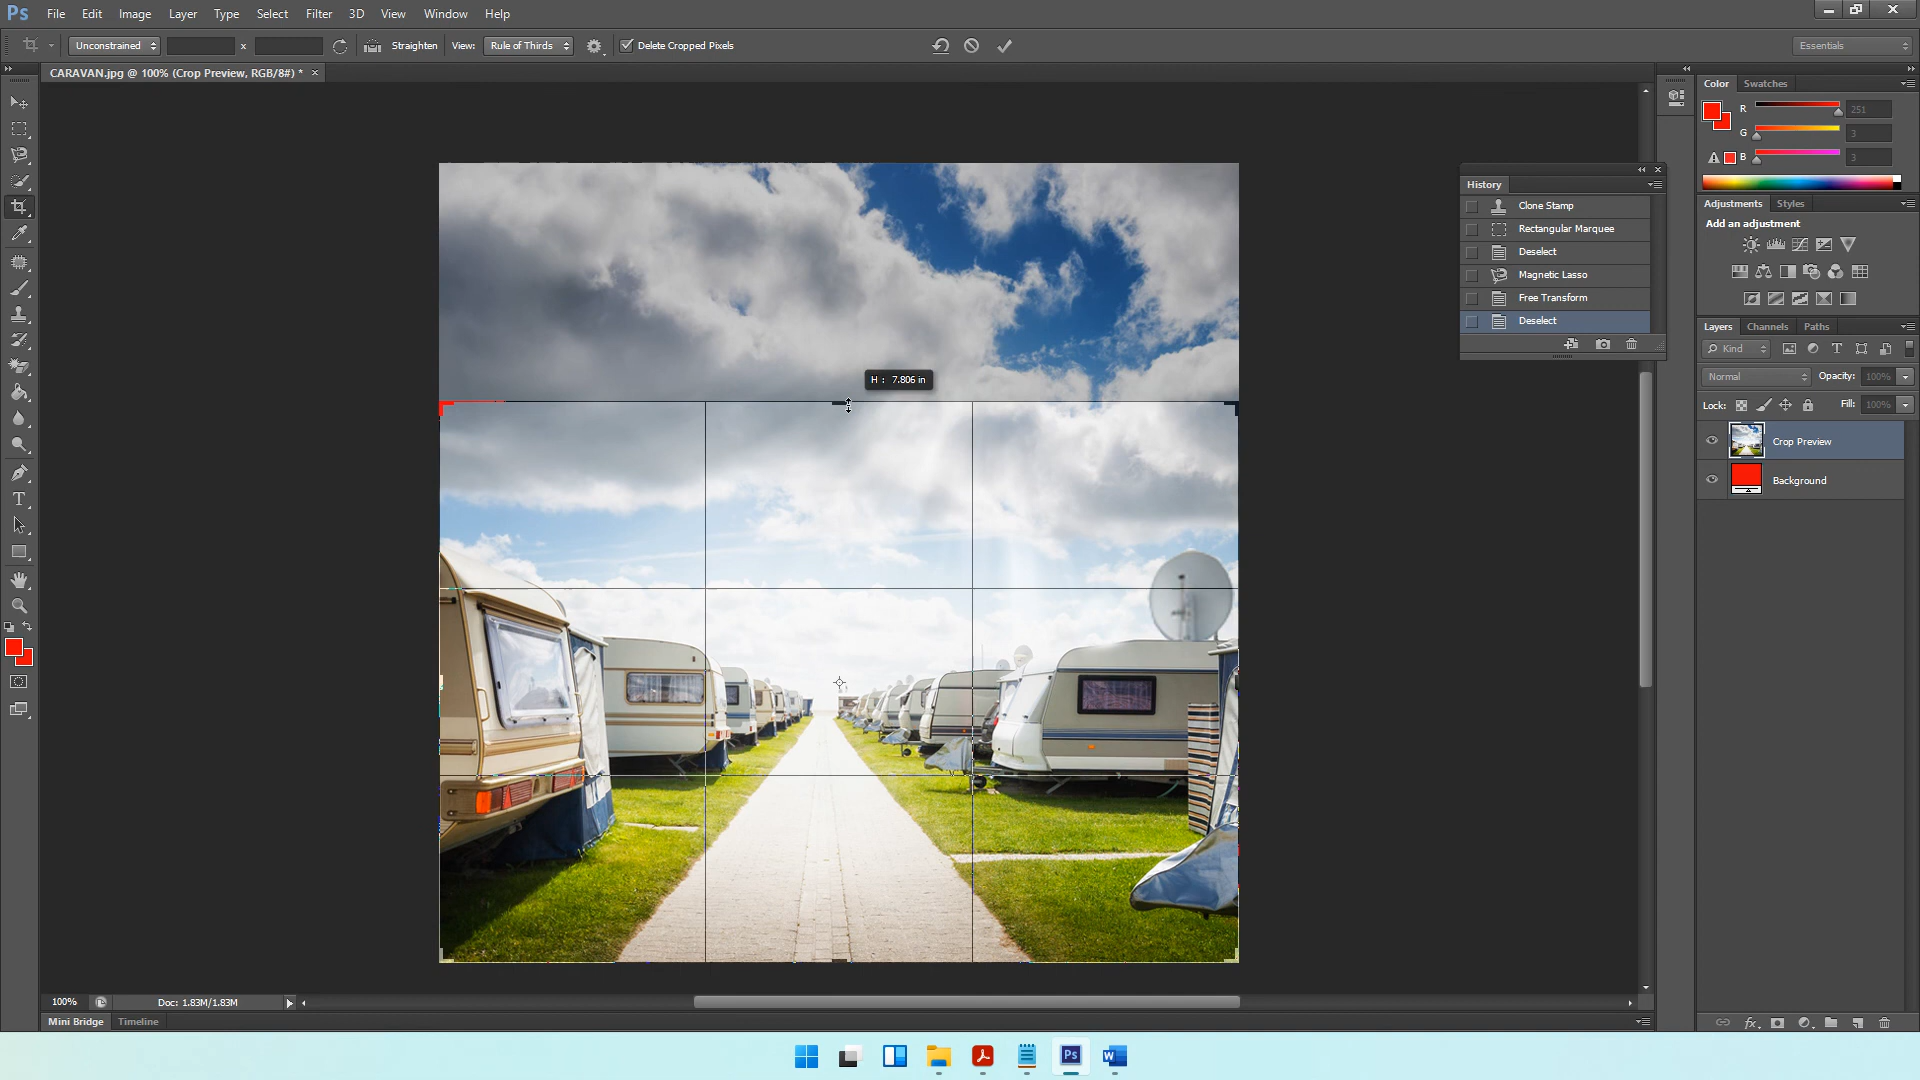 Ps File Edit Image Layer Type Select Filter 3D View Window Help
Unconstrained x Straighten View: Rule of Thirds Delete Cropped Pixels Essentials
CARAVAN.jpg @ 100% (Crop Preview, RGB/8#) * ×
Color Swatches
R 251
G 3
B 3
Adjustments Styles
Add an adjustment
History
Clone Stamp
Rectangular Marquee
Deselect
Magnetic Lasso
Free Transform
Deselect
H : 7.806 in
Layers Channels Paths
Kind
Normal Opacity: 100%
Lock: Fill: 100%
Crop Preview
Background
T
100% Doc: 1.83M/1.83M
Mini Bridge Timeline
fx
Ps
W